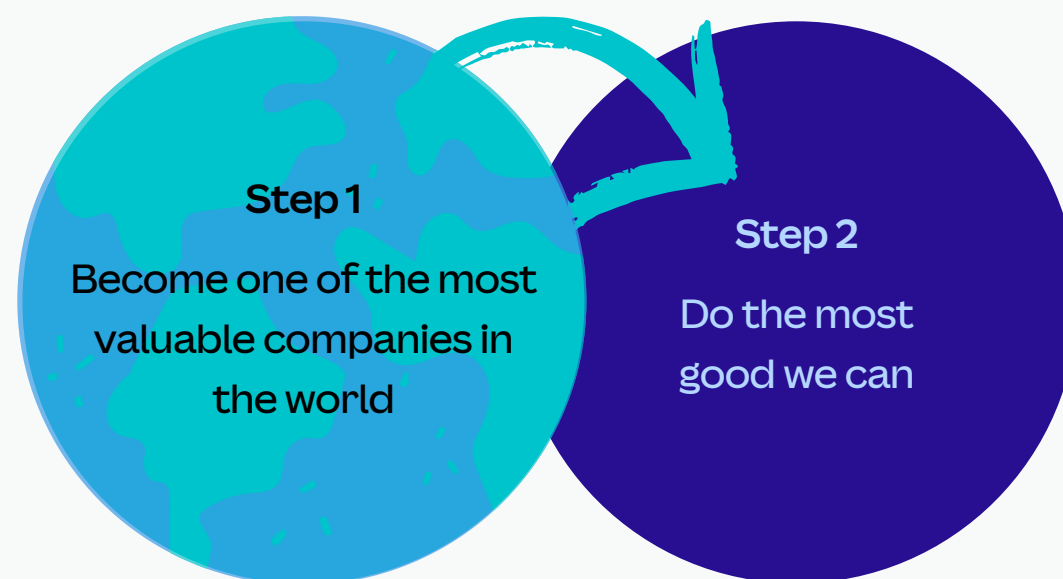 Step 1
Become one of the most
valuable companies in
the world
Step 2
Do the most
good we can